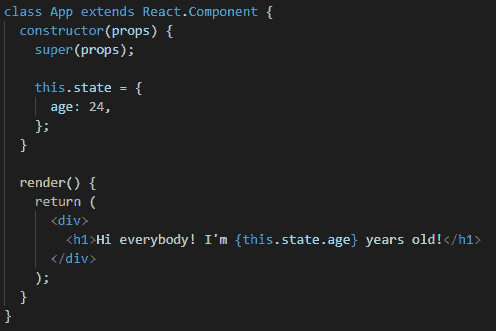 class App extends React.Component {
  constructor(props) {
    super(props);

    this.state = {
      age: 24,
    };
  }

  render() {
    return (
      <div>
        <h1>Hi everybody! I'm {this.state.age} years old!</h1>
      </div>
    );
  }
}